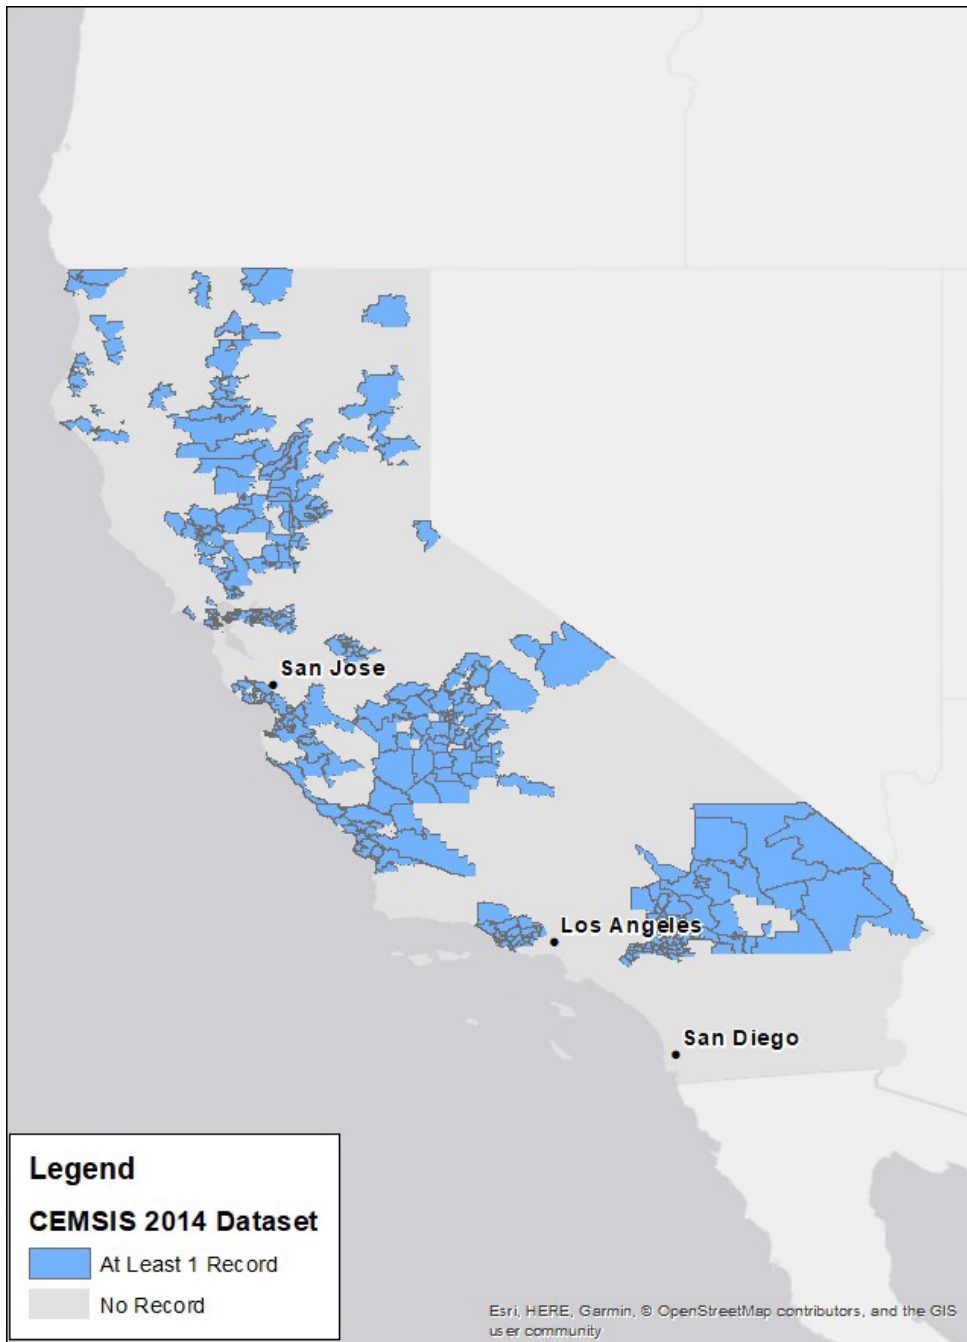 San Jose
Los Angeles
San Diego
Legend
CEMSIS 2014 Dataset
At Least 1 Record
No Record
Esri, HERE, Garmin, © OpenStreetMap contributors, and the GIS
user community